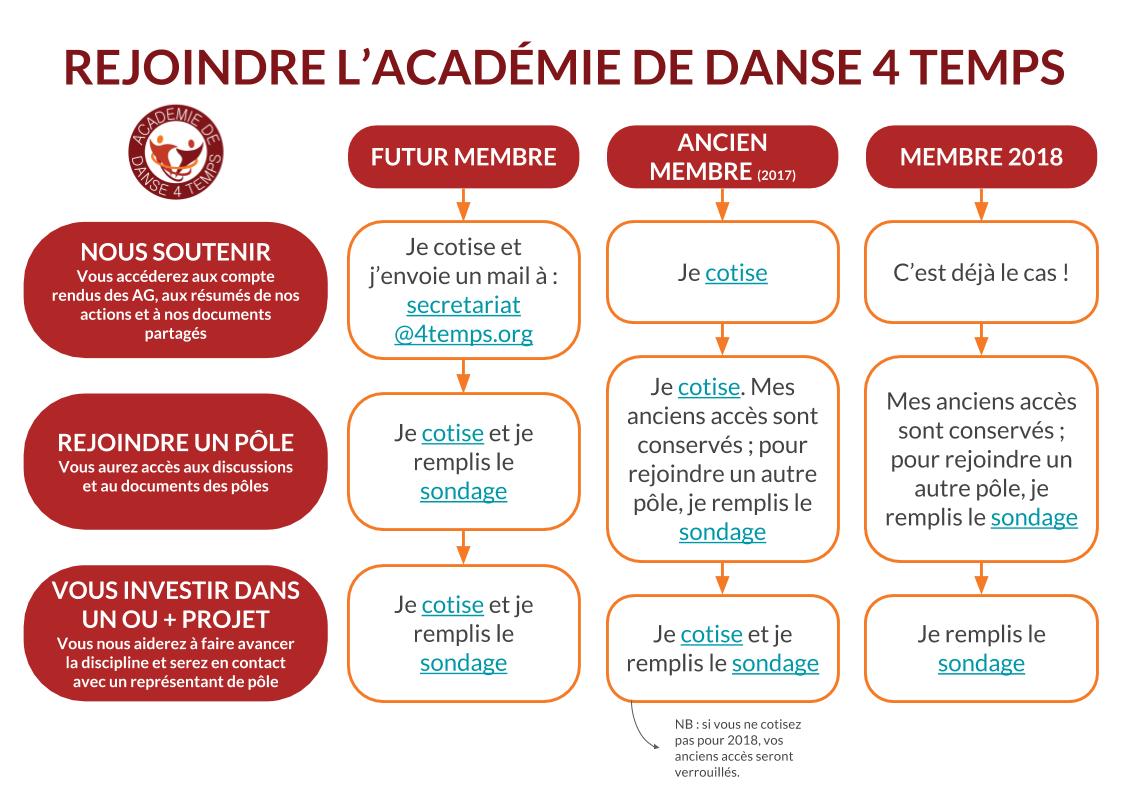 REJOINDRE L’ACADÉMIE DE DANSE 4 TEMPS
ACADEMIE DE
DANSE 4 TEMPS
FUTUR MEMBRE
ANCIEN
MEMBRE (2017)
MEMBRE 2018
NOUS SOUTENIR
Vous accéderez aux compte
rendus des AG, aux résumés de nos
actions et à nos documents
partagés
Je cotise et
j’envoie un mail à :
secretariat
@4temps.org
Je cotise
C’est déjà le cas !
REJOINDRE UN PÔLE
Vous aurez accès aux discussions
et au documents des pôles
Je cotise et je
remplis le
sondage
Je cotise. Mes
anciens accès sont
conservés ; pour
rejoindre un autre
pôle, je remplis le
sondage
Mes anciens accès
sont conservés ;
pour rejoindre un
autre pôle, je
remplis le sondage
VOUS INVESTIR DANS
UN OU + PROJET
Vous nous aiderez à faire avancer
la discipline et serez en contact
avec un représentant de pôle
Je cotise et je
remplis le
sondage
Je cotise et je
remplis le sondage
Je remplis le
sondage
NB : si vous ne cotisez
pas pour 2018, vos
anciens accès seront
verrouillés.